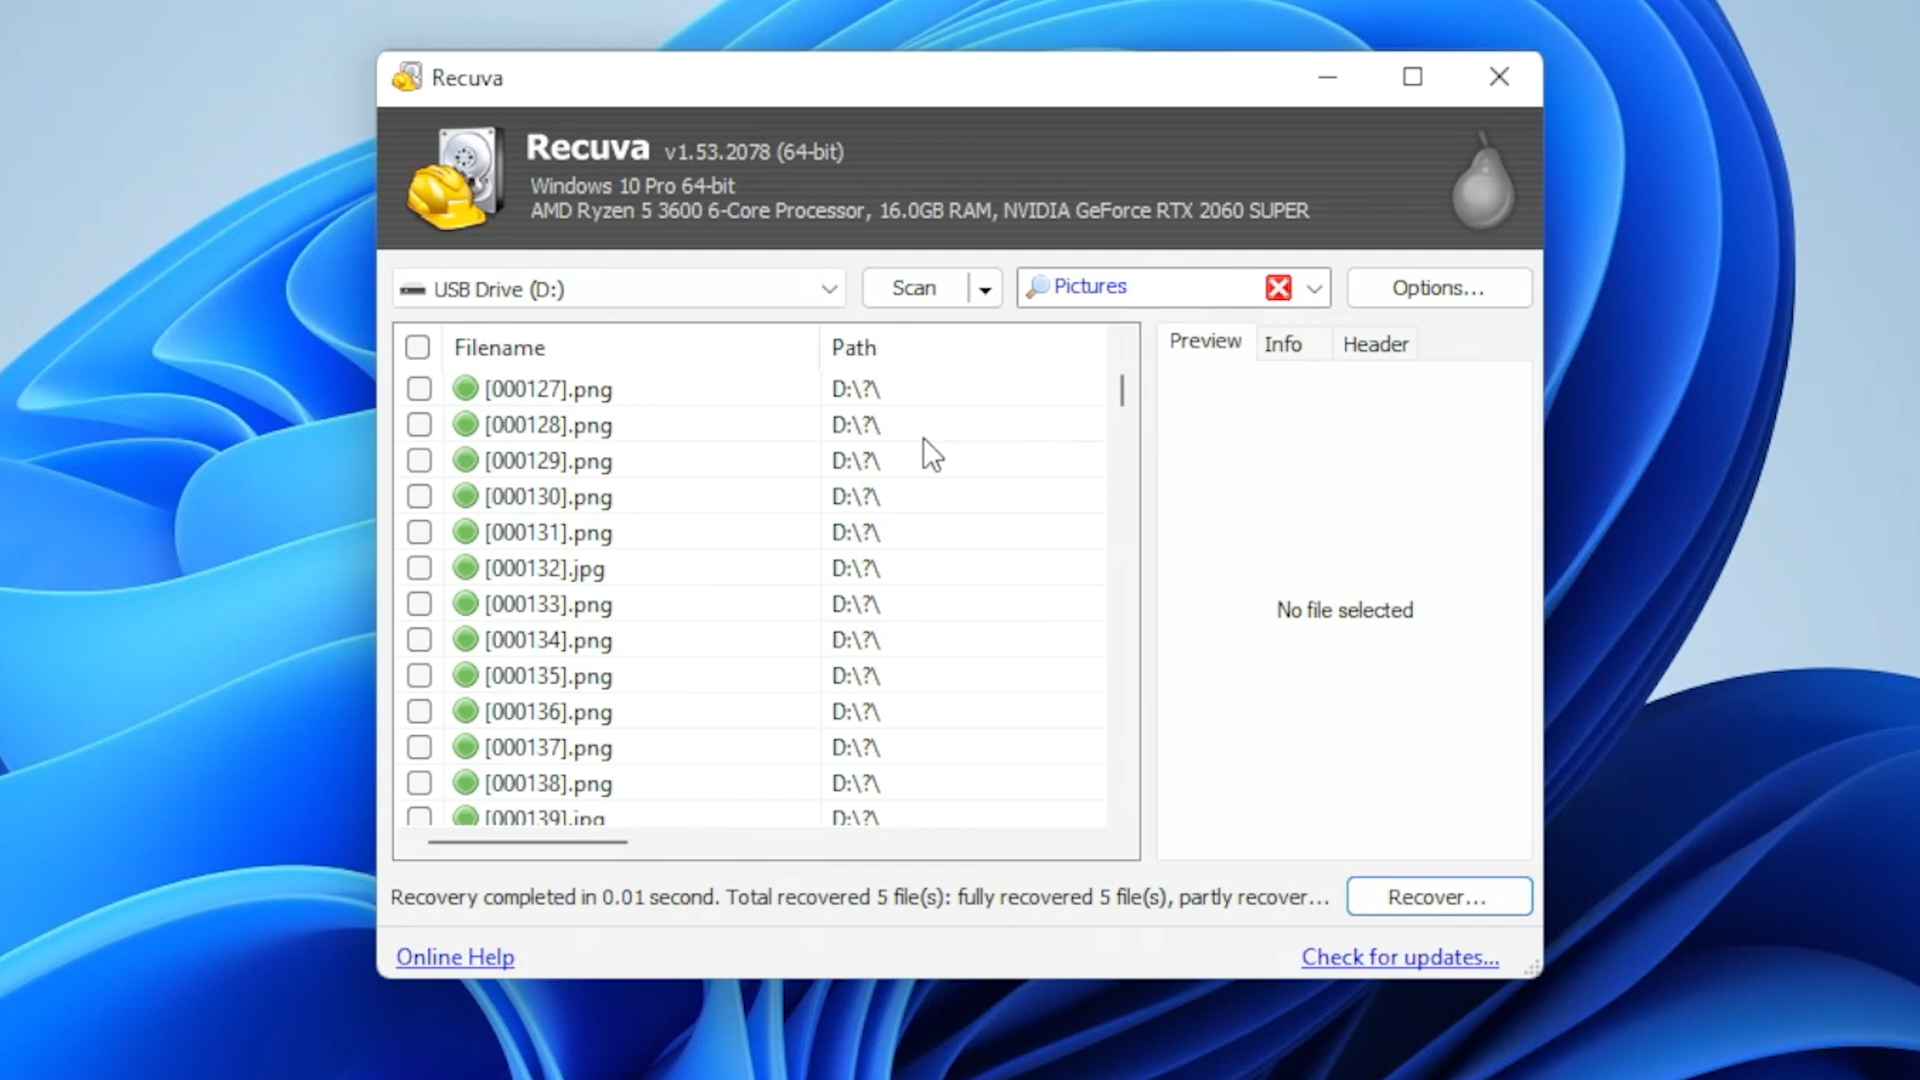 Recuva
Recuva v1.53.2078 (64-bit)
Windows 10 Pro 64-bit
AMD Ryzen 5 3600 6-Core Processor, 16.0GB RAM, NVIDIA GeForce RTX 2060 SUPER
USB Drive (D:) Scan Pictures Options...
Filename Path Preview Info Header
[000127].png D:\?\
[000128].png D:\?\
[000129].png D:\?\
[000130].png D:\?\
[000131].png D:\?\
[000132].jpg D:\?\
[000133].png D:\?\
No file selected
[000134].png D:\?\
[000135].png D:\?\
[000136].png D:\?\
[000137].png D:\?\
[000138].png D:\?\
[000139].jpg D:\?\
Recovery completed in 0.01 second. Total recovered 5 file(s): fully recovered 5 file(s), partly recover... Recover...
Online Help Check for updates...